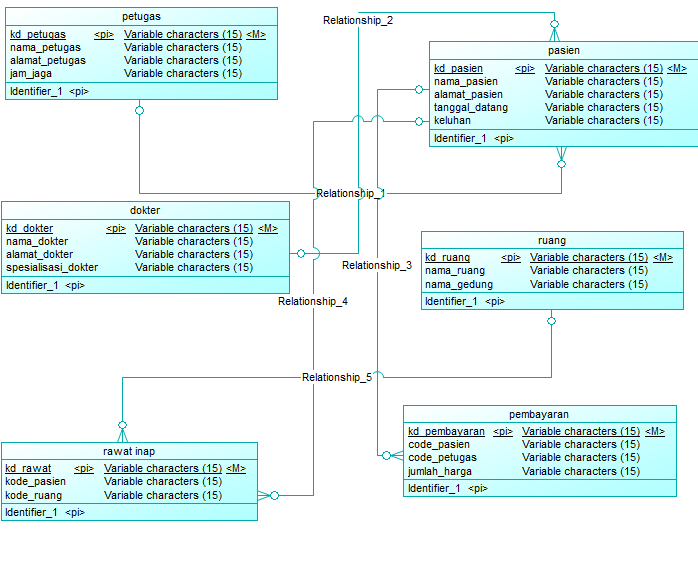 petugas
kd_petugas <pi> Variable characters (15) <M>
nama_petugas Variable characters (15)
alamat_petugas Variable characters (15)
jam_jaga Variable characters (15)
Identifier_1 <pi>
Relationship_2
pasien
kd_pasien <pi> Variable characters (15) <M>
nama_pasien Variable characters (15)
alamat_pasien Variable characters (15)
tanggal_datang Variable characters (15)
keluhan Variable characters (15)
Identifier_1 <pi>
Relationship_1
dokter
kd_dokter <pi> Variable characters (15) <M>
nama_dokter Variable characters (15)
alamat_dokter Variable characters (15)
spesialisasi_dokter Variable characters (15)
Identifier_1 <pi>
ruang
kd_ruang <pi> Variable characters (15) <M>
nama_ruang Variable characters (15)
nama_gedung Variable characters (15)
Identifier_1 <pi>
Relationship_3
Relationship_4
Relationship_5
rawat inap
kd_rawat <pi> Variable characters (15) <M>
kode_pasien Variable characters (15)
kode_ruang Variable characters (15)
Identifier_1 <pi>
pembayaran
kd_pembayaran <pi> Variable characters (15) <M>
code_pasien Variable characters (15)
code_petugas Variable characters (15)
jumlah_harga Variable characters (15)
Identifier_1 <pi>